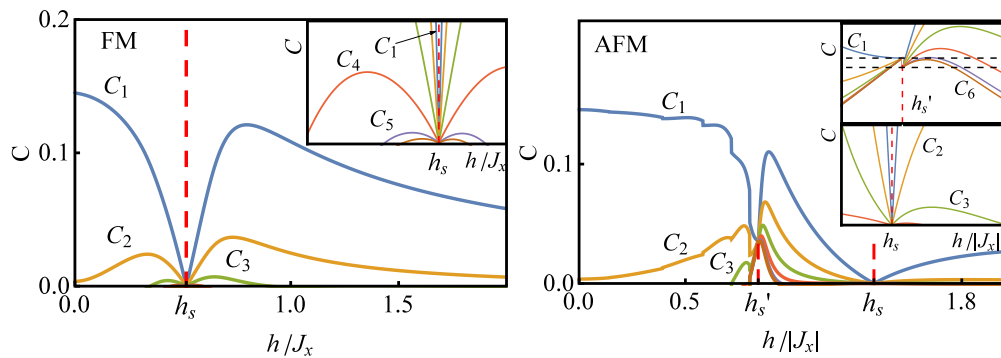 0.2
FM
C
C₁
C₄
C₅
hₛ
h/Jₓ
C₁
0.1
C
C₂
C₃
0.0
0.0
hₛ
1.0
1.5
h/Jₓ
AFM
C
C₁
C₆
hₛ'
C
C₂
C₃
hₛ
h/|Jₓ|
C₁
0.1
C
C₂
C₃
0.0
0.0
0.5
hₛ'
hₛ
1.8
h/|Jₓ|